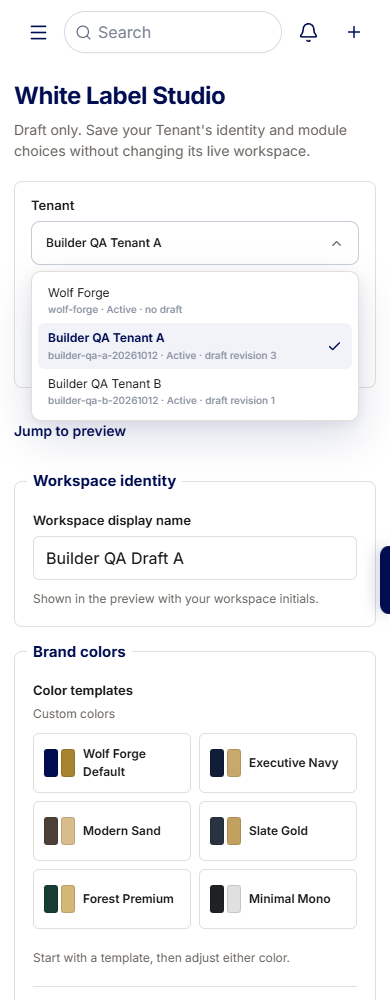 Search
White Label Studio
Draft only. Save your Tenant's identity and module
choices without changing its live workspace.
Tenant
Builder QA Tenant A
Wolf Forge
wolf-forge · Active · no draft
Builder QA Tenant A
builder-qa-a-20261012 · Active · draft revision 3
Builder QA Tenant B
builder-qa-b-20261012 · Active · draft revision 1
Jump to preview
Workspace identity
Workspace display name
Builder QA Draft A
Shown in the preview with your workspace initials.
Brand colors
Color templates
Custom colors
Wolf Forge
Default
Executive Navy
Modern Sand
Slate Gold
Forest Premium
Minimal Mono
Start with a template, then adjust either color.